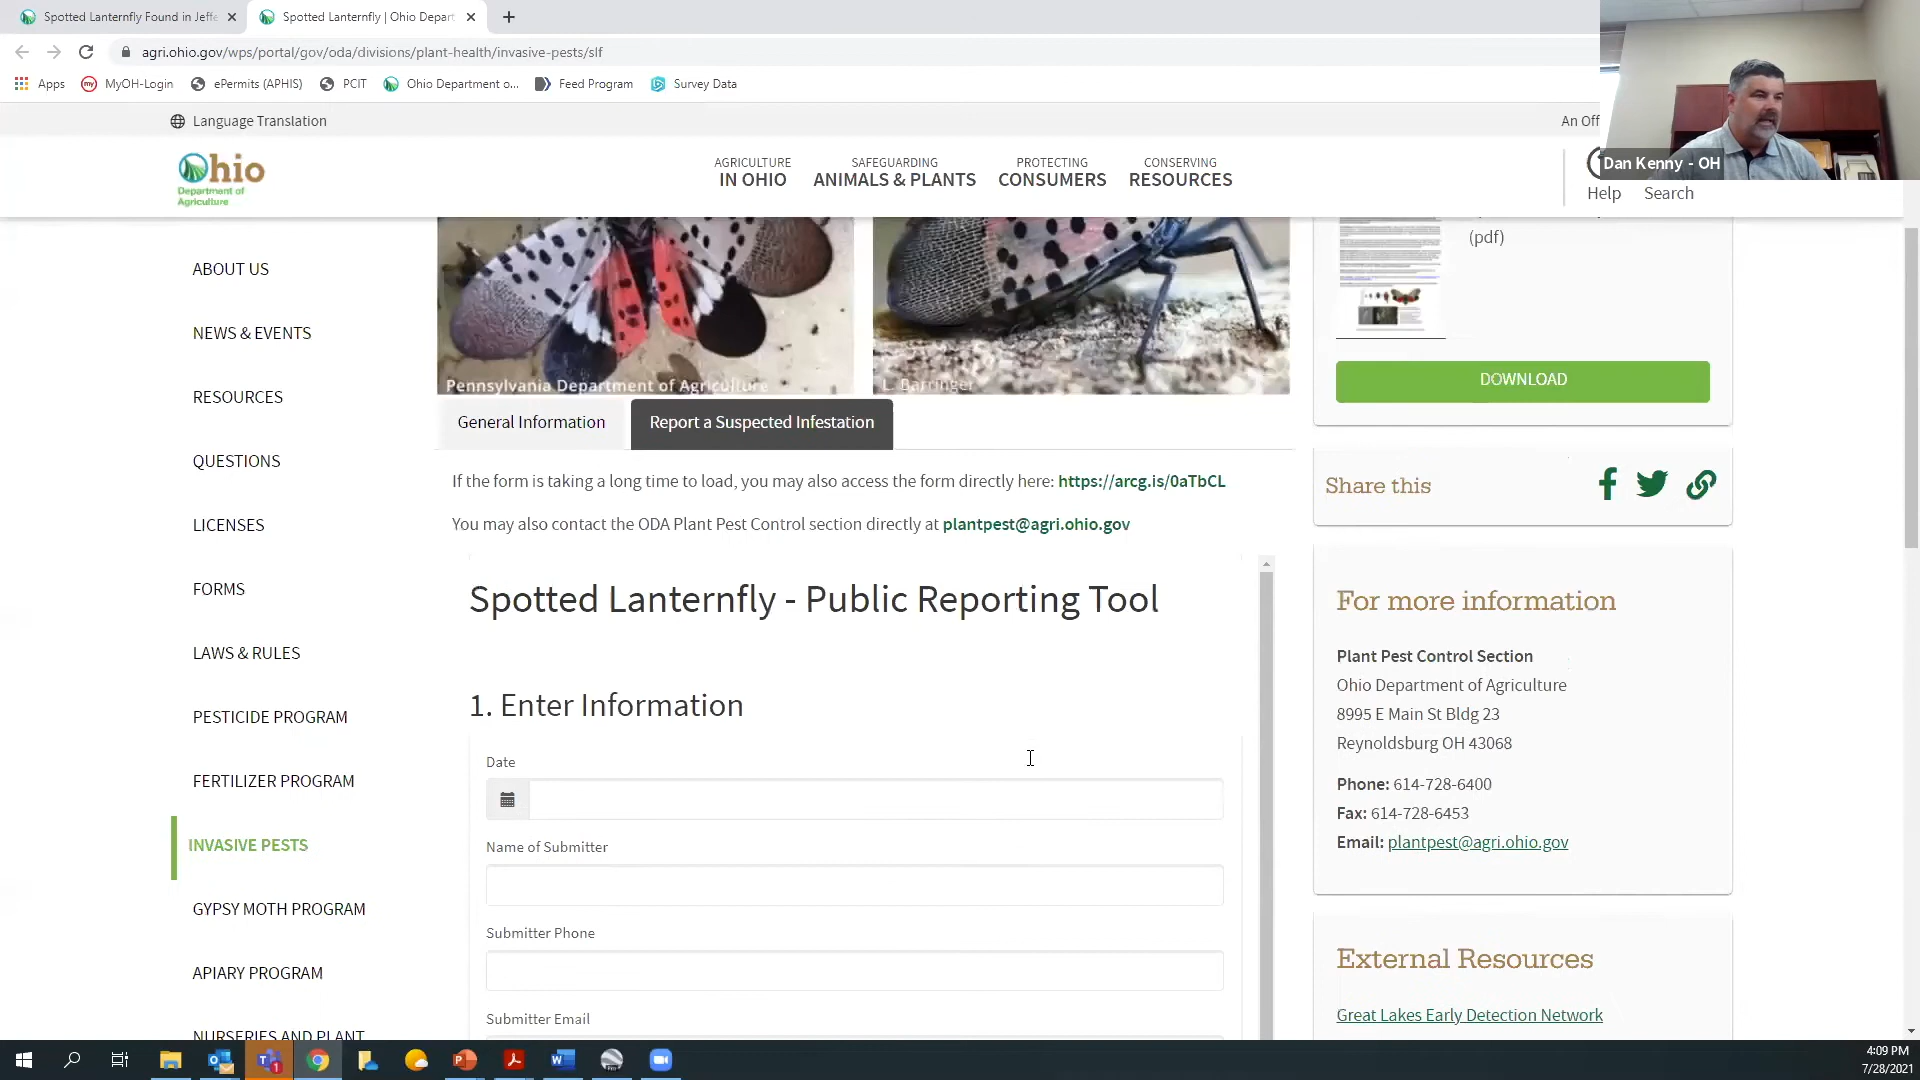 Spotted Lanternfly Found in Jeffe
Spotted Lanternfly | Ohio Depart
agri.ohio.gov/wps/portal/gov/oda/divisions/plant-health/invasive-pests/slf
Apps
MyOH-Login
ePermits (APHIS)
PCIT
Ohio Department o...
Feed Program
Survey Data
Language Translation
An Off
Dan Kenny - OH
Ohio
Department of
Agriculture
AGRICULTURE
IN OHIO
SAFEGUARDING
ANIMALS & PLANTS
PROTECTING
CONSUMERS
CONSERVING
RESOURCES
Help
Search
ABOUT US
NEWS & EVENTS
RESOURCES
QUESTIONS
LICENSES
FORMS
LAWS & RULES
PESTICIDE PROGRAM
FERTILIZER PROGRAM
INVASIVE PESTS
GYPSY MOTH PROGRAM
APIARY PROGRAM
NURSERIES AND PLANT
Pennsylvania Department of Agriculture
L. Barringer
General Information
Report a Suspected Infestation
If the form is taking a long time to load, you may also access the form directly here: https://arcg.is/0aTbCL
You may also contact the ODA Plant Pest Control section directly at plantpest@agri.ohio.gov
Spotted Lanternfly - Public Reporting Tool
1. Enter Information
Date
Name of Submitter
Submitter Phone
Submitter Email
(pdf)
DOWNLOAD
Share this
For more information
Plant Pest Control Section
Ohio Department of Agriculture
8995 E Main St Bldg 23
Reynoldsburg OH 43068
Phone: 614-728-6400
Fax: 614-728-6453
Email: plantpest@agri.ohio.gov
External Resources
Great Lakes Early Detection Network
4:09 PM
7/28/2021